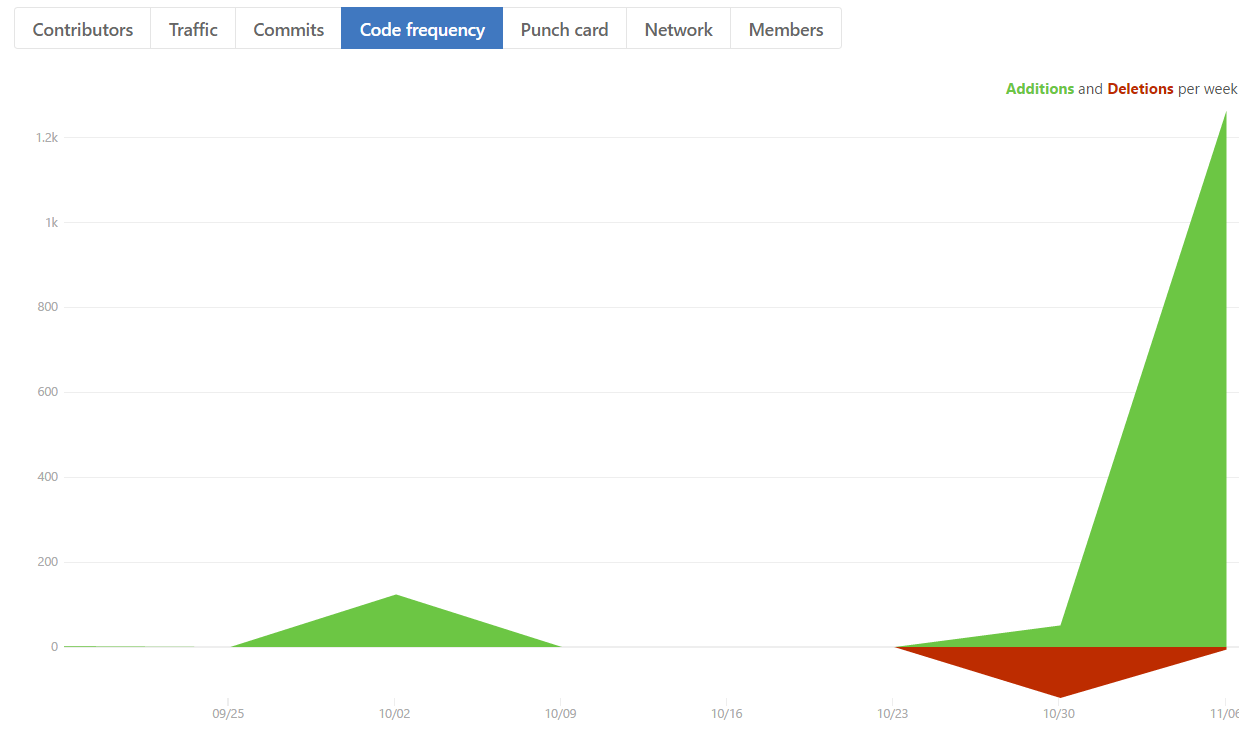 Contributors Traffic Commits Code frequency Punch card Network Members
Additions and Deletions per week
1.2k
1k
800
600
400
200
0
09/25 10/02 10/09 10/16 10/23 10/30 11/06